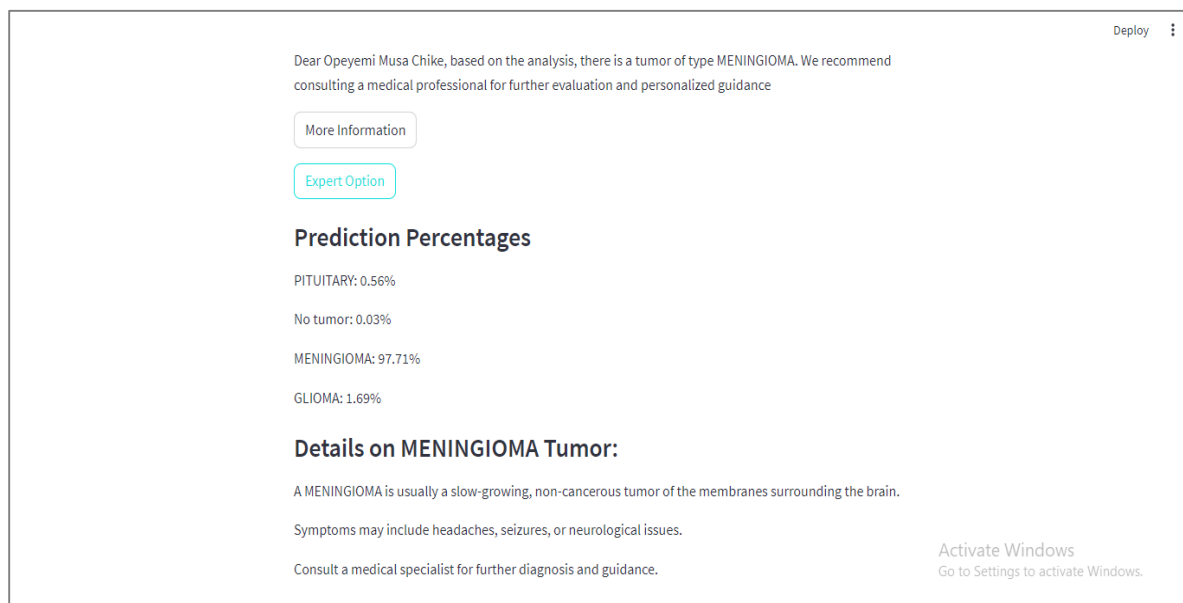 Deploy
Dear Opeyemi Musa Chike, based on the analysis, there is a tumor of type MENINGIOMA. We recommend
consulting a medical professional for further evaluation and personalized guidance
More Information
Expert Option
Prediction Percentages
PITUITARY: 0.56%
No tumor: 0.03%
MENINGIOMA: 97.71%
GLIOMA: 1.69%
Details on MENINGIOMA Tumor:
A MENINGIOMA is usually a slow-growing, non-cancerous tumor of the membranes surrounding the brain.
Symptoms may include headaches, seizures, or neurological issues.
Consult a medical specialist for further diagnosis and guidance.
Activate Windows
Go to Settings to activate Windows.